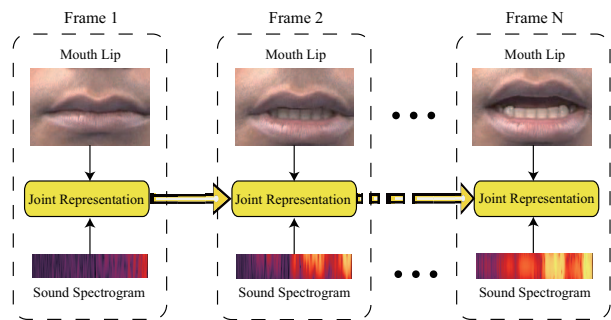 Frame 1
Frame 2
Frame N
Mouth Lip
Mouth Lip
Mouth Lip
Joint Representation
Joint Representation
Joint Representation
Sound Spectrogram
Sound Spectrogram
Sound Spectrogram